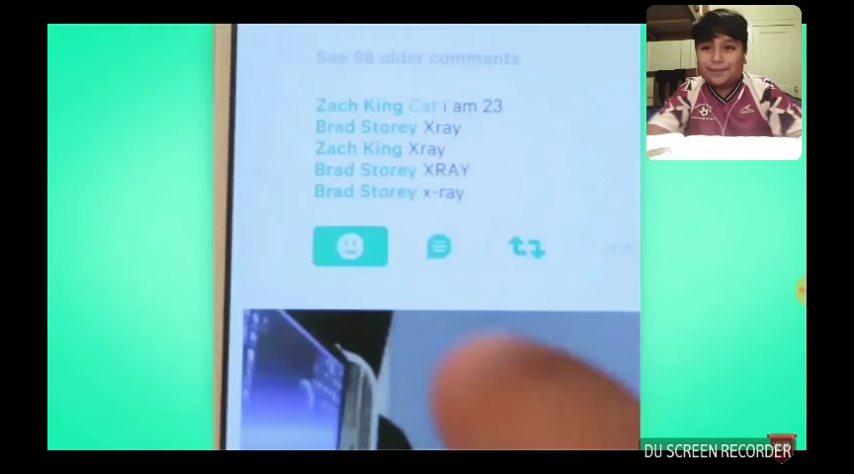 See 98 older comments
Zach King Cat i am 23
Brad Storey Xray
Zach King Xray
Brad Storey XRAY
Brad Storey x-ray
DU SCREEN RECORDER